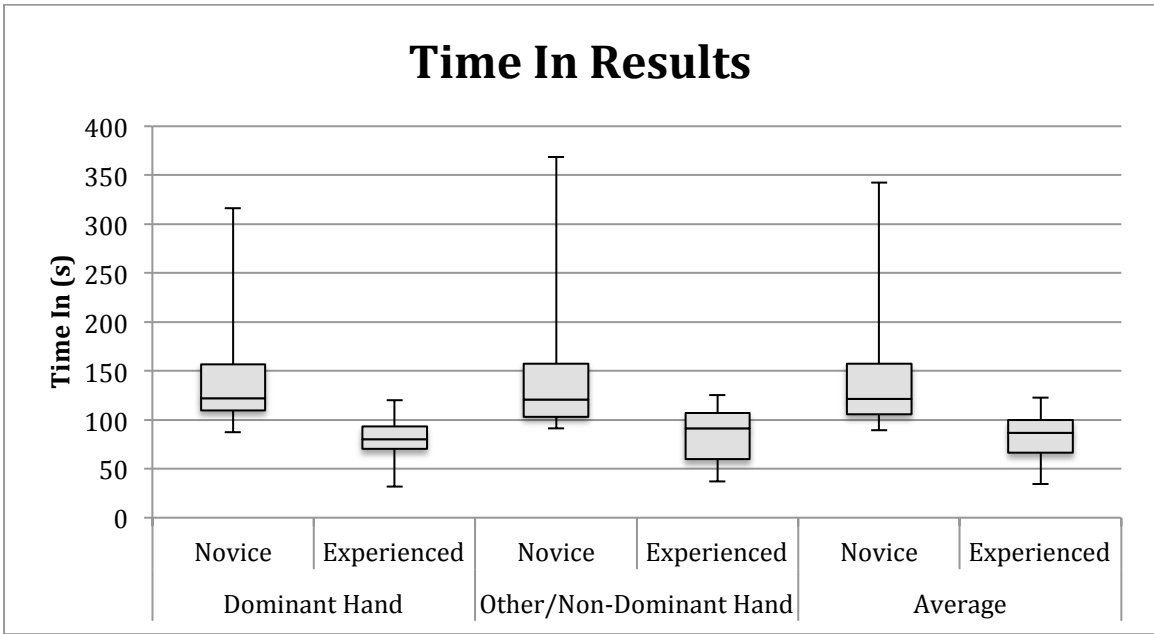 Time In Results
Time In (s)
400
350
300
250
200
150
100
50
0
Novice Experienced Novice Experienced Novice Experienced
Dominant Hand Other/Non-Dominant Hand Average